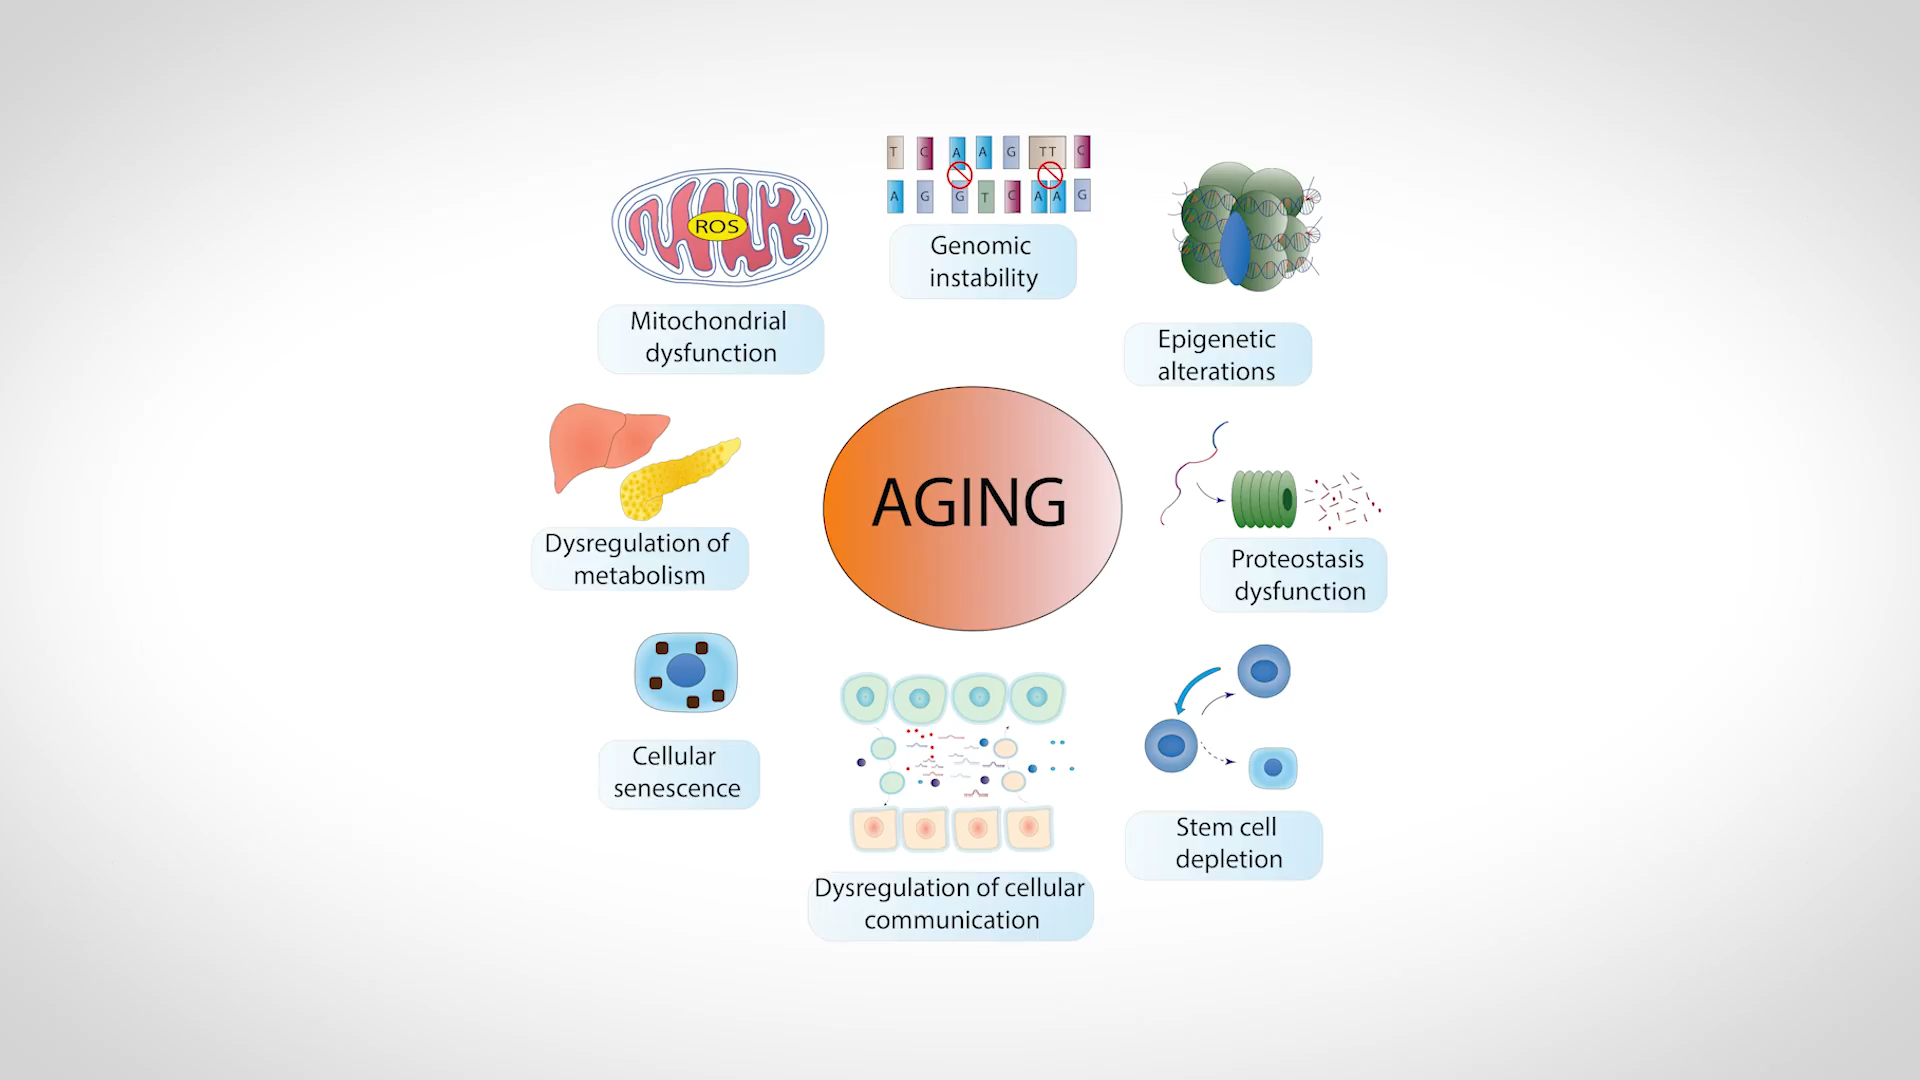 T C A A G TT C
A G G T C A A G
ROS
Genomic
instability
Mitochondrial
dysfunction
Epigenetic
alterations
AGING
Dysregulation of
metabolism
Proteostasis
dysfunction
Cellular
senescence
Stem cell
depletion
Dysregulation of cellular
communication